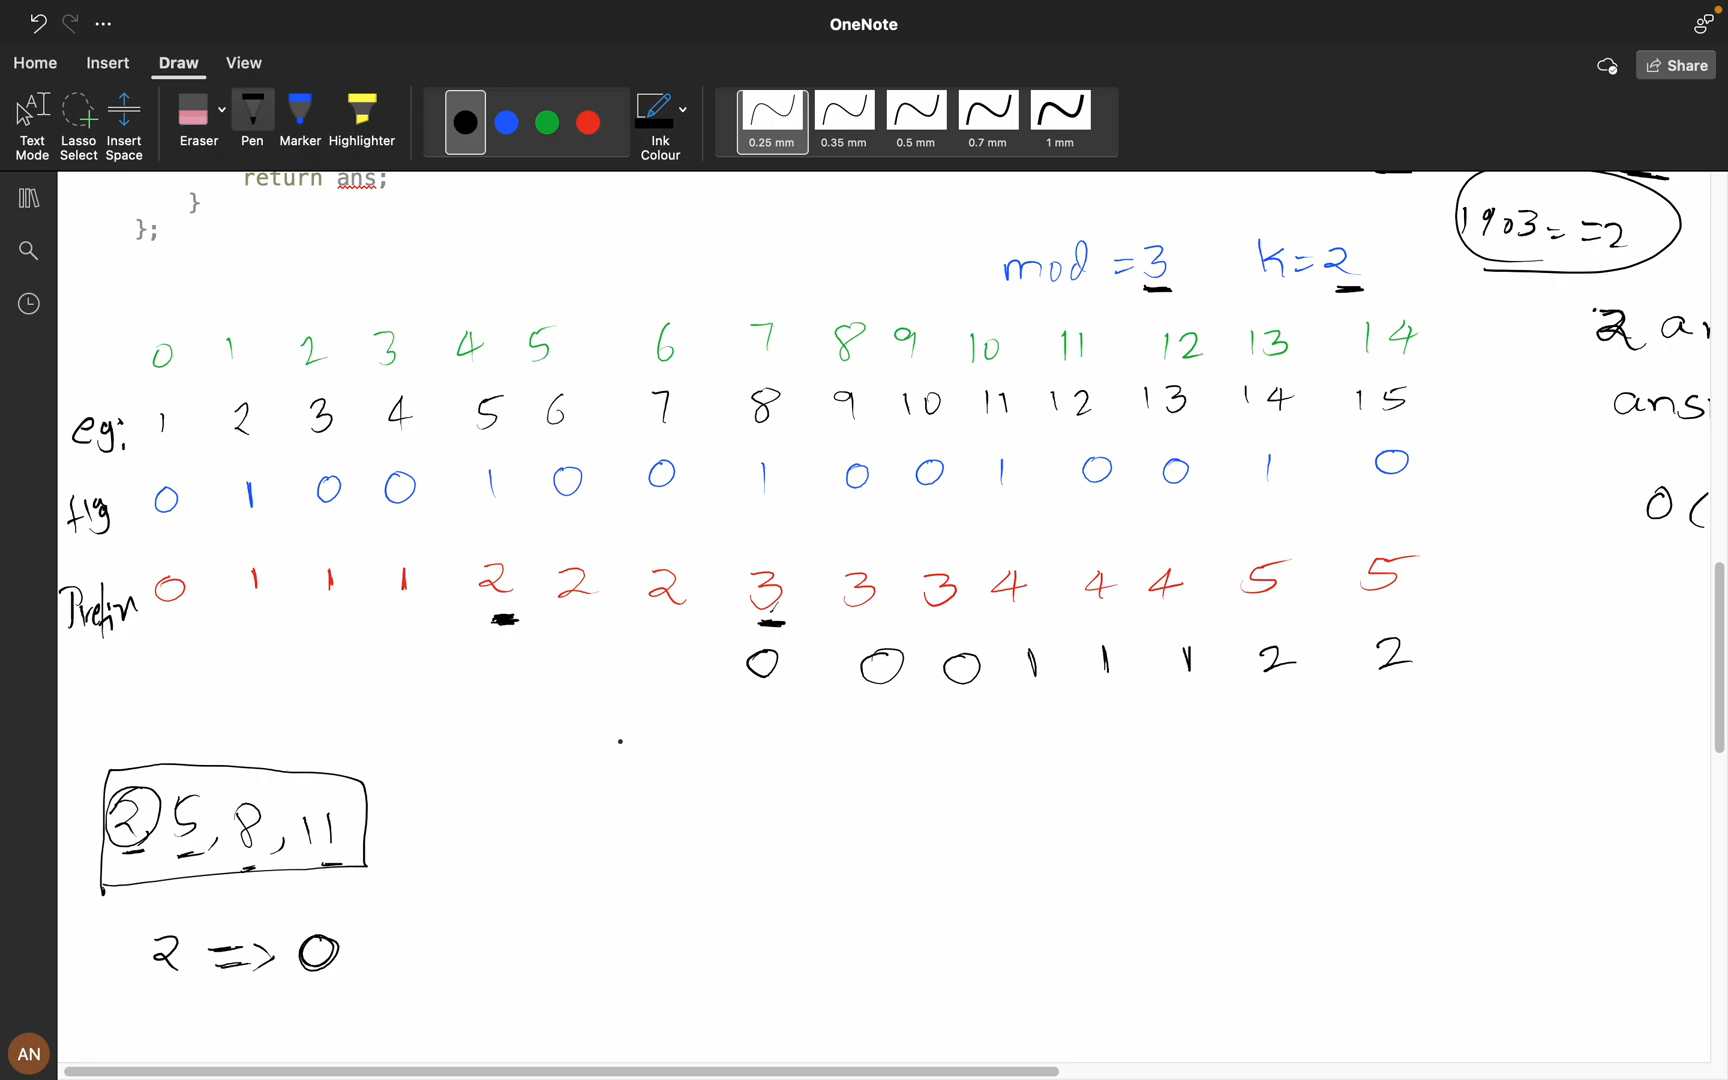 OneNote
Home Insert Draw View
Share
Text Mode
Lasso Select
Insert Space
Eraser
Pen
Marker
Highlighter
Ink Colour
0.25 mm
0.35 mm
0.5 mm
0.7 mm
1 mm
return ans;
}
};
1903 = =2
mod = 3 k=2
0 1 2 3 4 5 6 7 8 9 10 11 12 13 14
2 ar
eg: 1 2 3 4 5 6 7 8 9 10 11 12 13 14 15
ans
flg 0 1 0 0 1 0 0 1 0 0 1 0 0 1 0
0 (
Prefix 0 1 1 1 2 2 2 3 3 3 4 4 4 5 5
0 0 0 1 1 1 2 2
2, 5, 8, 11
2 => 0
AN